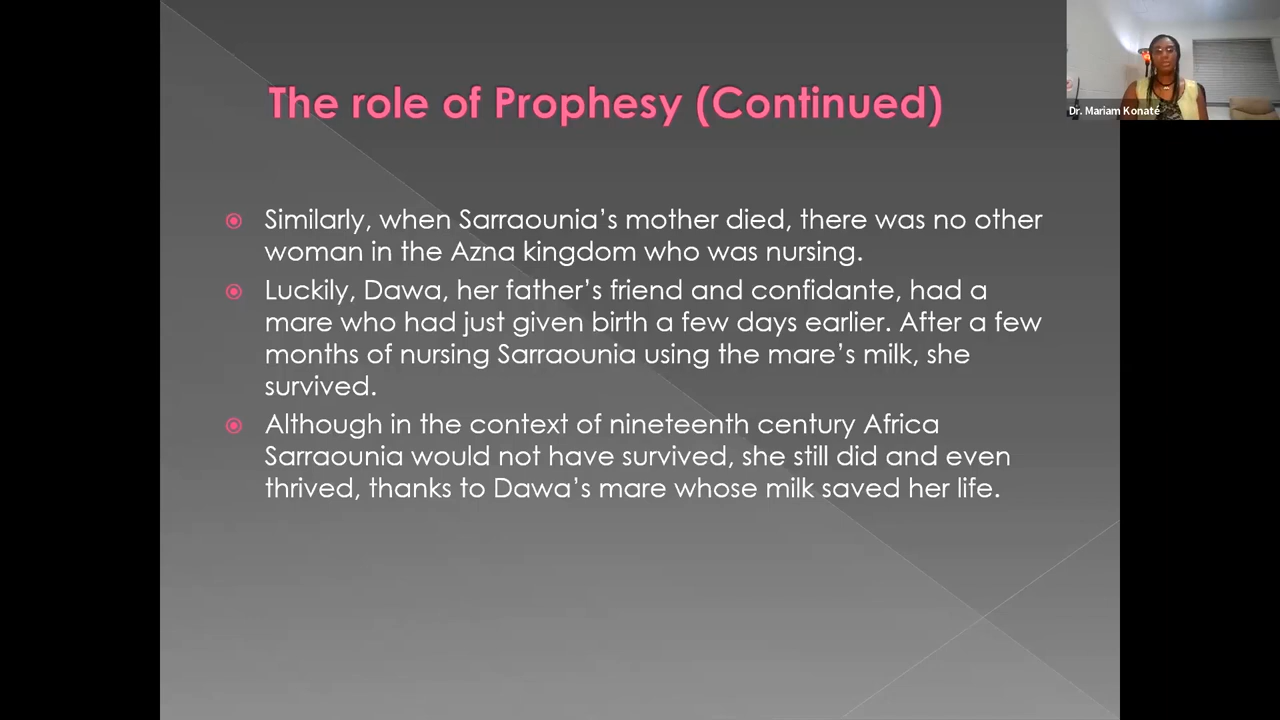 The role of Prophesy (Continued)
Dr. Mariam Konaté
Similarly, when Sarraounia’s mother died, there was no other
woman in the Azna kingdom who was nursing.
Luckily, Dawa, her father’s friend and confidante, had a
mare who had just given birth a few days earlier. After a few
months of nursing Sarraounia using the mare’s milk, she
survived.
Although in the context of nineteenth century Africa
Sarraounia would not have survived, she still did and even
thrived, thanks to Dawa’s mare whose milk saved her life.